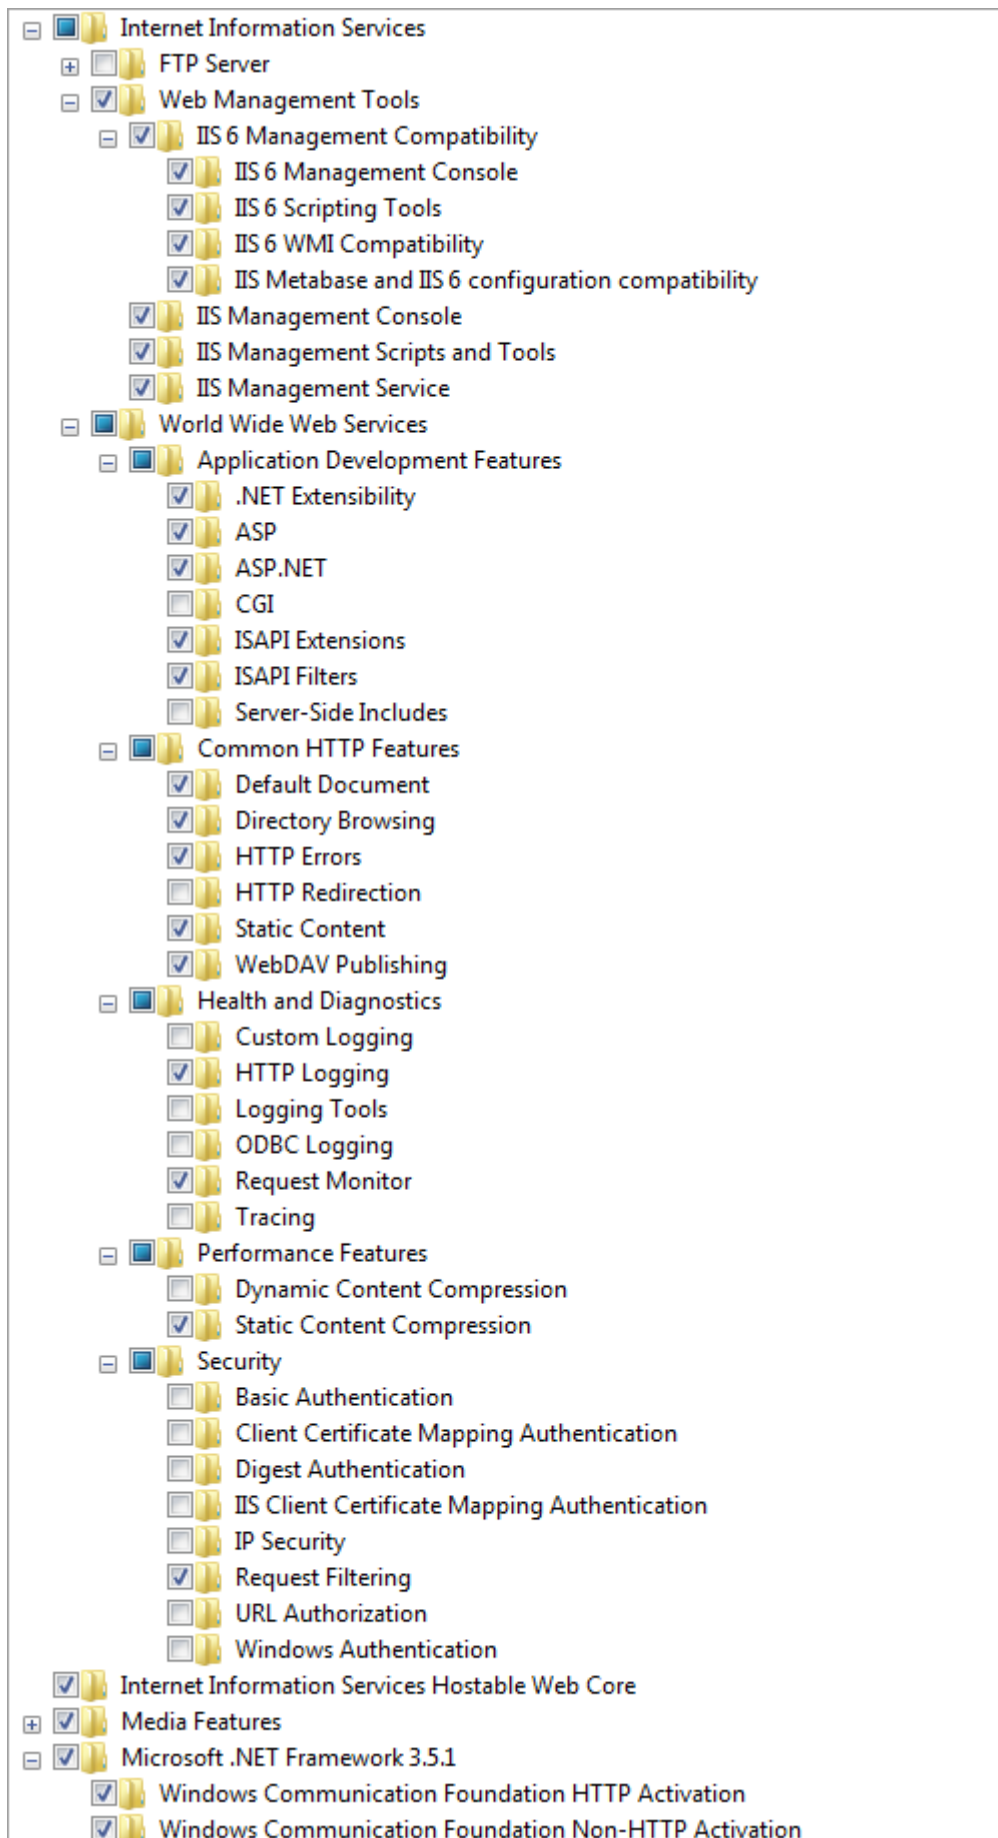 Internet Information Services
FTP Server
Web Management Tools
IIS 6 Management Compatibility
IIS 6 Management Console
IIS 6 Scripting Tools
IIS 6 WMI Compatibility
IIS Metabase and IIS 6 configuration compatibility
IIS Management Console
IIS Management Scripts and Tools
IIS Management Service
World Wide Web Services
Application Development Features
.NET Extensibility
ASP
ASP.NET
CGI
ISAPI Extensions
ISAPI Filters
Server-Side Includes
Common HTTP Features
Default Document
Directory Browsing
HTTP Errors
HTTP Redirection
Static Content
WebDAV Publishing
Health and Diagnostics
Custom Logging
HTTP Logging
Logging Tools
ODBC Logging
Request Monitor
Tracing
Performance Features
Dynamic Content Compression
Static Content Compression
Security
Basic Authentication
Client Certificate Mapping Authentication
Digest Authentication
IIS Client Certificate Mapping Authentication
IP Security
Request Filtering
URL Authorization
Windows Authentication
Internet Information Services Hostable Web Core
Media Features
Microsoft .NET Framework 3.5.1
Windows Communication Foundation HTTP Activation
Windows Communication Foundation Non-HTTP Activation